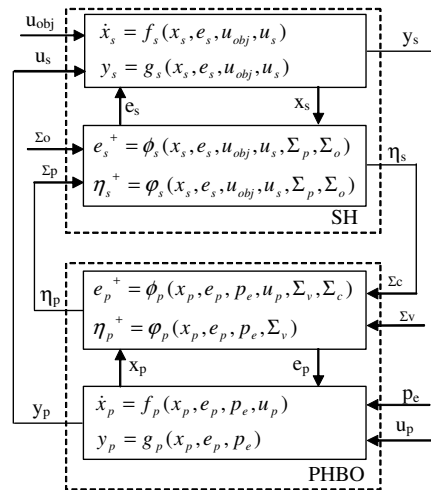 u_obj
u_s
ẋ_s = f_s(x_s, e_s, u_obj, u_s)
y_s = g_s(x_s, e_s, u_obj, u_s)
y_s
e_s
x_s
Σo
Σp
e_s⁺ = ϕ_s(x_s, e_s, u_obj, u_s, Σ_p, Σ_o)
η_s⁺ = φ_s(x_s, e_s, u_obj, u_s, Σ_p, Σ_o)
η_s
SH
η_p
e_p⁺ = ϕ_p(x_p, e_p, p_e, u_p, Σ_v, Σ_c)
η_p⁺ = φ_p(x_p, e_p, p_e, Σ_v)
Σc
Σv
x_p
e_p
y_p
ẋ_p = f_p(x_p, e_p, p_e, u_p)
y_p = g_p(x_p, e_p, p_e)
p_e
u_p
PHBO